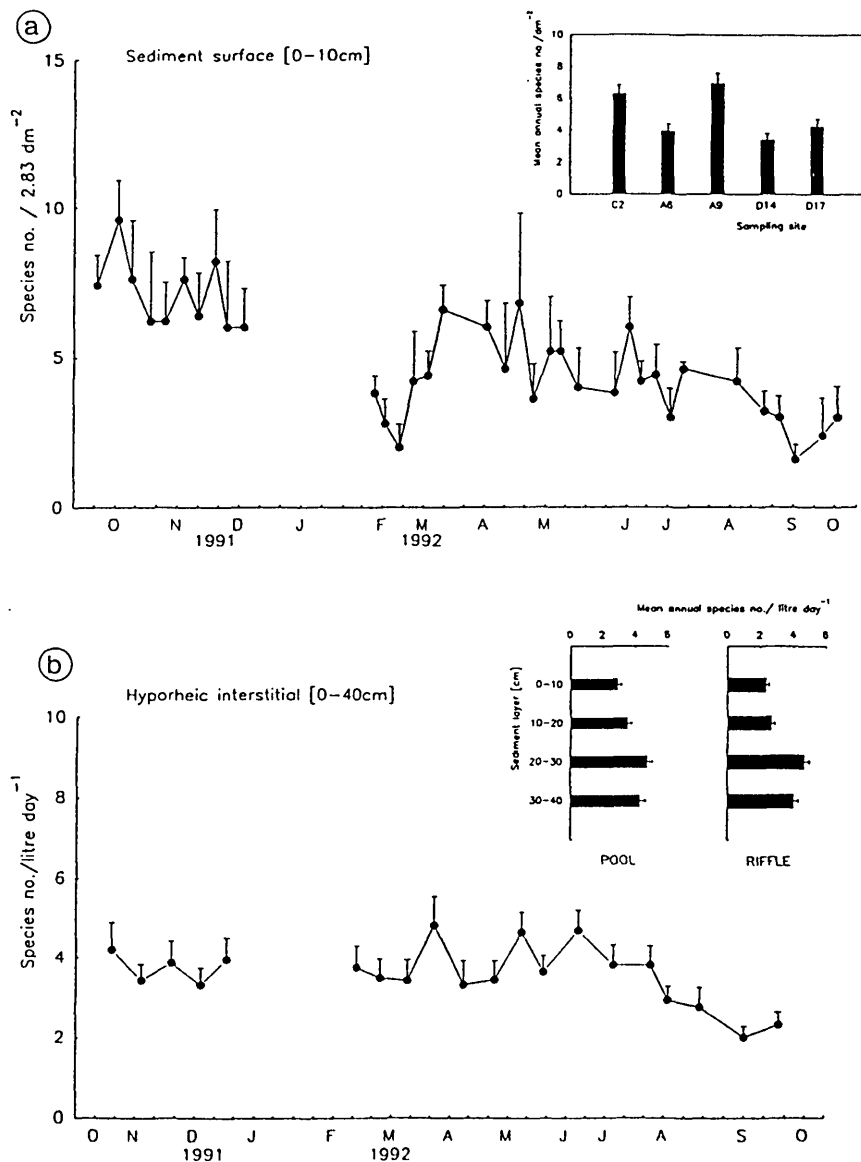 a
Sediment surface [0-10cm]
Species no. / 2.83 dm⁻²
15
10
5
0
O N D J F M A M J J A S O
1991 1992
Mean annual species no./dm⁻²
10
8
6
4
2
0
C2 A6 A9 D14 D17
Sampling site
b
Hyporheic interstitial [0-40cm]
Species no./litre day⁻¹
10
8
6
4
2
0
O N D J F M A M J J A S O
1991 1992
Mean annual species no./ litre day⁻¹
0 2 4 6 0 2 4 6
Sediment layer [cm]
0-10
10-20
20-30
30-40
POOL RIFFLE